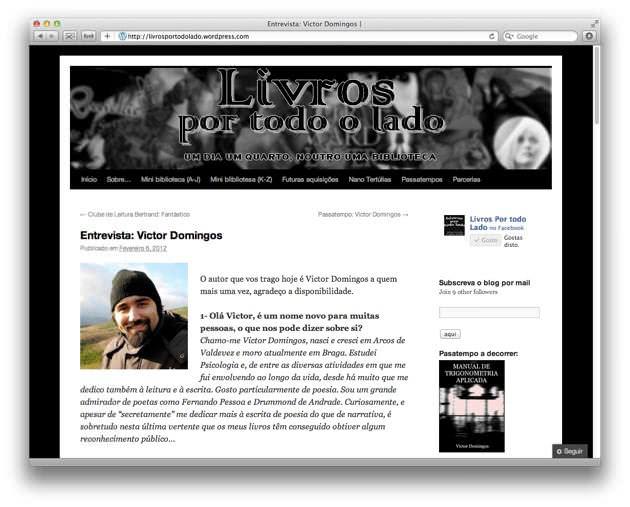 Entrevista: Victor Domingos |
http://livrosportodolado.wordpress.com
Google
Livros
por todo o lado
UM DIA UM QUARTO, NOUTRO UMA BIBLIOTECA
Início Sobre... Mini biblioteca (A-J) Mini biblioteca (K-Z) Futuras aquisições Nano Tertúlias Passatempos Parcerias
← Clube de Leitura Bertrand: Fantástico
Passatempo: Victor Domingos →
Entrevista: Victor Domingos
Publicado em Fevereiro 6, 2012
O autor que vos trago hoje é Victor Domingos a quem
mais uma vez, agradeço a disponibilidade.
1- Olá Victor, é um nome novo para muitas
pessoas, o que nos pode dizer sobre si?
Chamo-me Victor Domingos, nasci e cresci em Arcos de
Valdevez e moro atualmente em Braga. Estudei
Psicologia e, de entre as diversas atividades em que me
fui envolvendo ao longo da vida, desde há muito que me
dedico também à leitura e à escrita. Gosto particularmente de poesia. Sou um grande
admirador de poetas como Fernando Pessoa e Drummond de Andrade. Curiosamente, e
apesar de “secretamente” me dedicar mais à escrita de poesia do que de narrativa, é
sobretudo nesta última vertente que os meus livros têm conseguido obtiver algum
reconhecimento público...
Livros Por todo
Lado no Facebook
Gosto
Gostas
disto.
Subscreva o blog por mail
Join 9 other followers
aqui
Pasatempo a decorrer:
MANUAL DE
TRIGONOMETRIA
APLICADA
Victor Domingos
Seguir